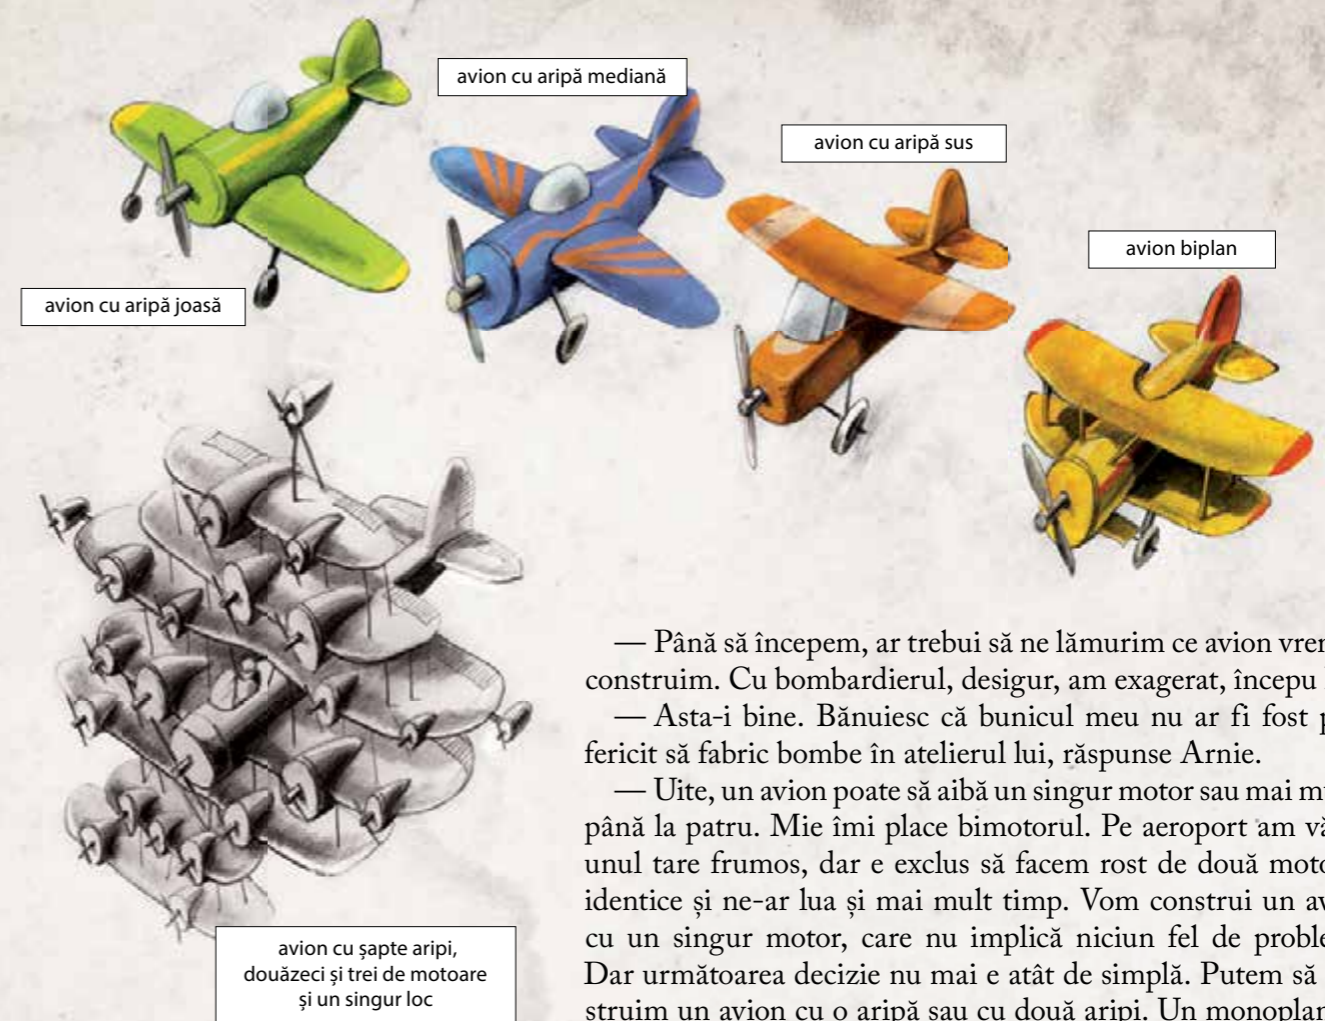 avion cu aripă mediană
avion cu aripă sus
avion biplan
avion cu aripă joasă
— Până să începem, ar trebui să ne lămurim ce avion vrem
construim. Cu bombardierul, desigur, am exagerat, începu
— Asta-i bine. Bănuiesc că bunicul meu nu ar fi fost
fericit să fabric bombe în atelierul lui, răspunse Arnie.
— Uite, un avion poate să aibă un singur motor sau mai
până la patru. Mie îmi place bimotorul. Pe aeroport am
unul tare frumos, dar e exclus să facem rost de două
identice și ne-ar lua și mai mult timp. Vom construi un
cu un singur motor, care nu implică niciun fel de
Dar următoarea decizie nu mai e atât de simplă. Putem să
struim un avion cu o aripă sau cu două aripi. Un monoplan
avion cu șapte aripi,
douăzeci și trei de motoare
și un singur loc